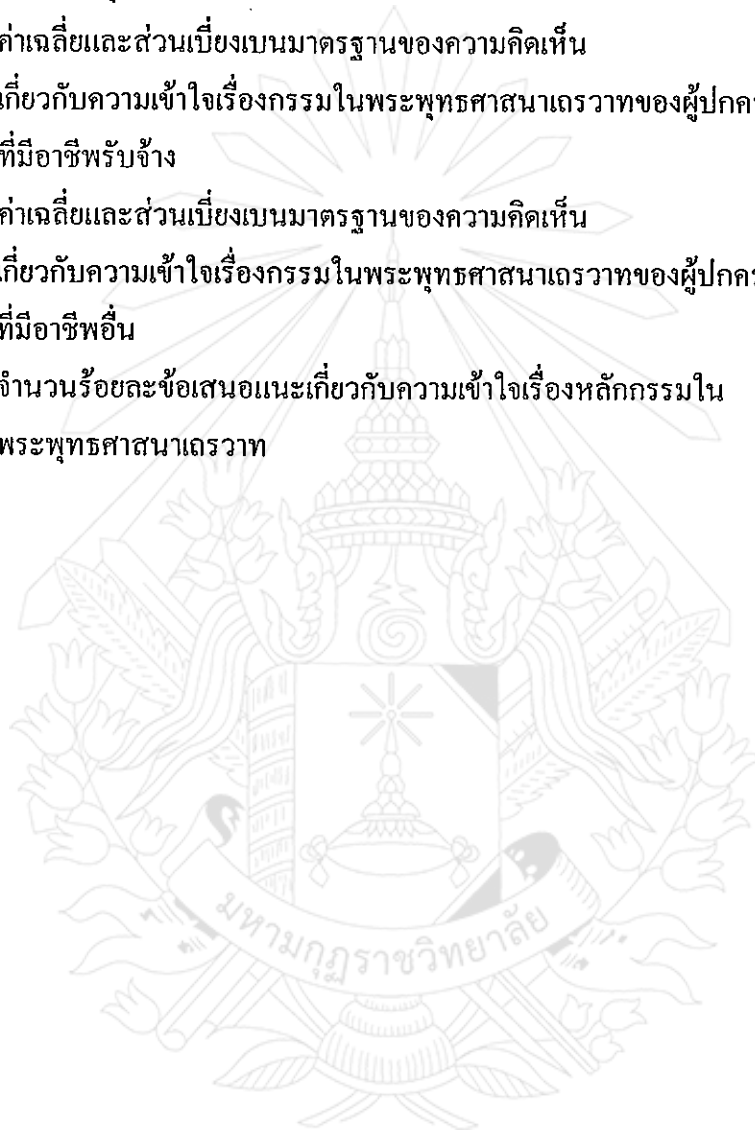 ค่าเฉลี่ยและส่วนเบี่ยงเบนมาตรฐานของความคิดเห็น
เกี่ยวกับความเข้าใจเรื่องกรรมในพระพุทธศาสนาเถรวาทของผู้ปกค
ที่มีอาชีพรับจ้าง
ค่าเฉลี่ยและส่วนเบี่ยงเบนมาตรฐานของความคิดเห็น
เกี่ยวกับความเข้าใจเรื่องกรรมในพระพุทธศาสนาเถรวาทของผู้ปกค
ที่มีอาชีพอื่น
จำนวนร้อยละข้อเสนอแนะเกี่ยวกับความเข้าใจเรื่องหลักกรรมใน
พระพุทธศาสนาเถรวาท
มหามกุฏราชวิทยาลัย